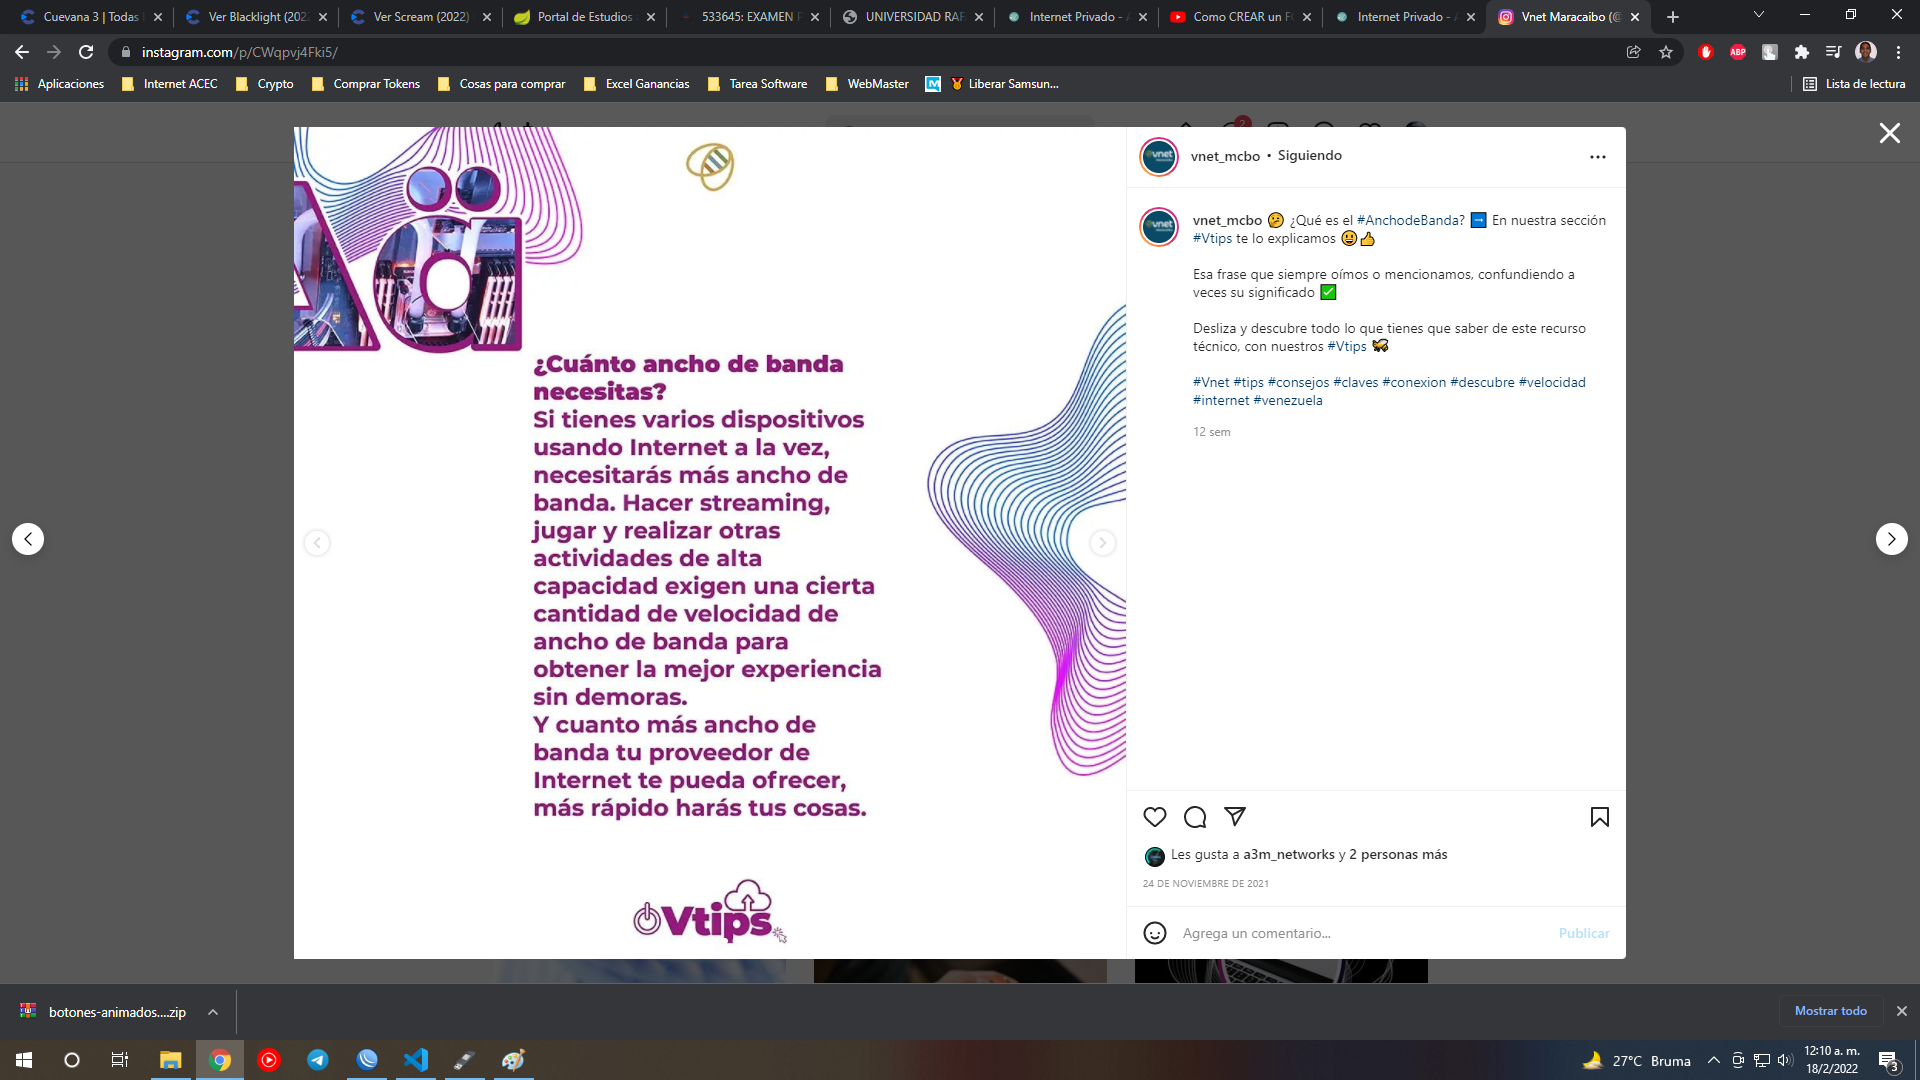 Cuevana 3 | Todas
Ver Blacklight (202
Ver Scream (2022)
Portal de Estudios
533645: EXAMEN
UNIVERSIDAD RAF
Internet Privado -
Como CREAR un
Internet Privado -
Vnet Maracaibo (@
instagram.com/p/CWqpvj4Fki5/
ABP
Aplicaciones
Internet ACEC
Crypto
Comprar Tokens
Cosas para comprar
Excel Ganancias
Tarea Software
WebMaster
Liberar Samsun...
Lista de lectura
2
¿Cuánto ancho de banda
necesitas?
Si tienes varios dispositivos
usando Internet a la vez,
necesitarás más ancho de
banda. Hacer streaming,
jugar y realizar otras
actividades de alta
capacidad exigen una cierta
cantidad de velocidad de
ancho de banda para
obtener la mejor experiencia
sin demoras.
Y cuanto más ancho de
banda tu proveedor de
Internet te pueda ofrecer,
más rápido harás tus cosas.
Vtips
vnet
vnet_mcbo • Siguiendo
vnet
vnet_mcbo 🤔 ¿Qué es el #AnchodeBanda? ➡️ En nuestra sección
#Vtips te lo explicamos 😃👍
Esa frase que siempre oímos o mencionamos, confundiendo a
veces su significado ✅
Desliza y descubre todo lo que tienes que saber de este recurso
técnico, con nuestros #Vtips 🐝
#Vnet #tips #consejos #claves #conexion #descubre #velocidad
#internet #venezuela
12 sem
Les gusta a a3m_networks y 2 personas más
24 DE NOVIEMBRE DE 2021
Agrega un comentario...
Publicar
botones-animados....zip
Mostrar todo
27°C Bruma
12:10 a. m.
18/2/2022
3